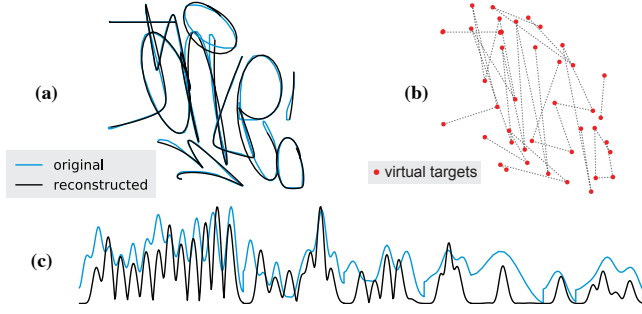 (a)
(b)
original
reconstructed
virtual targets
(c)